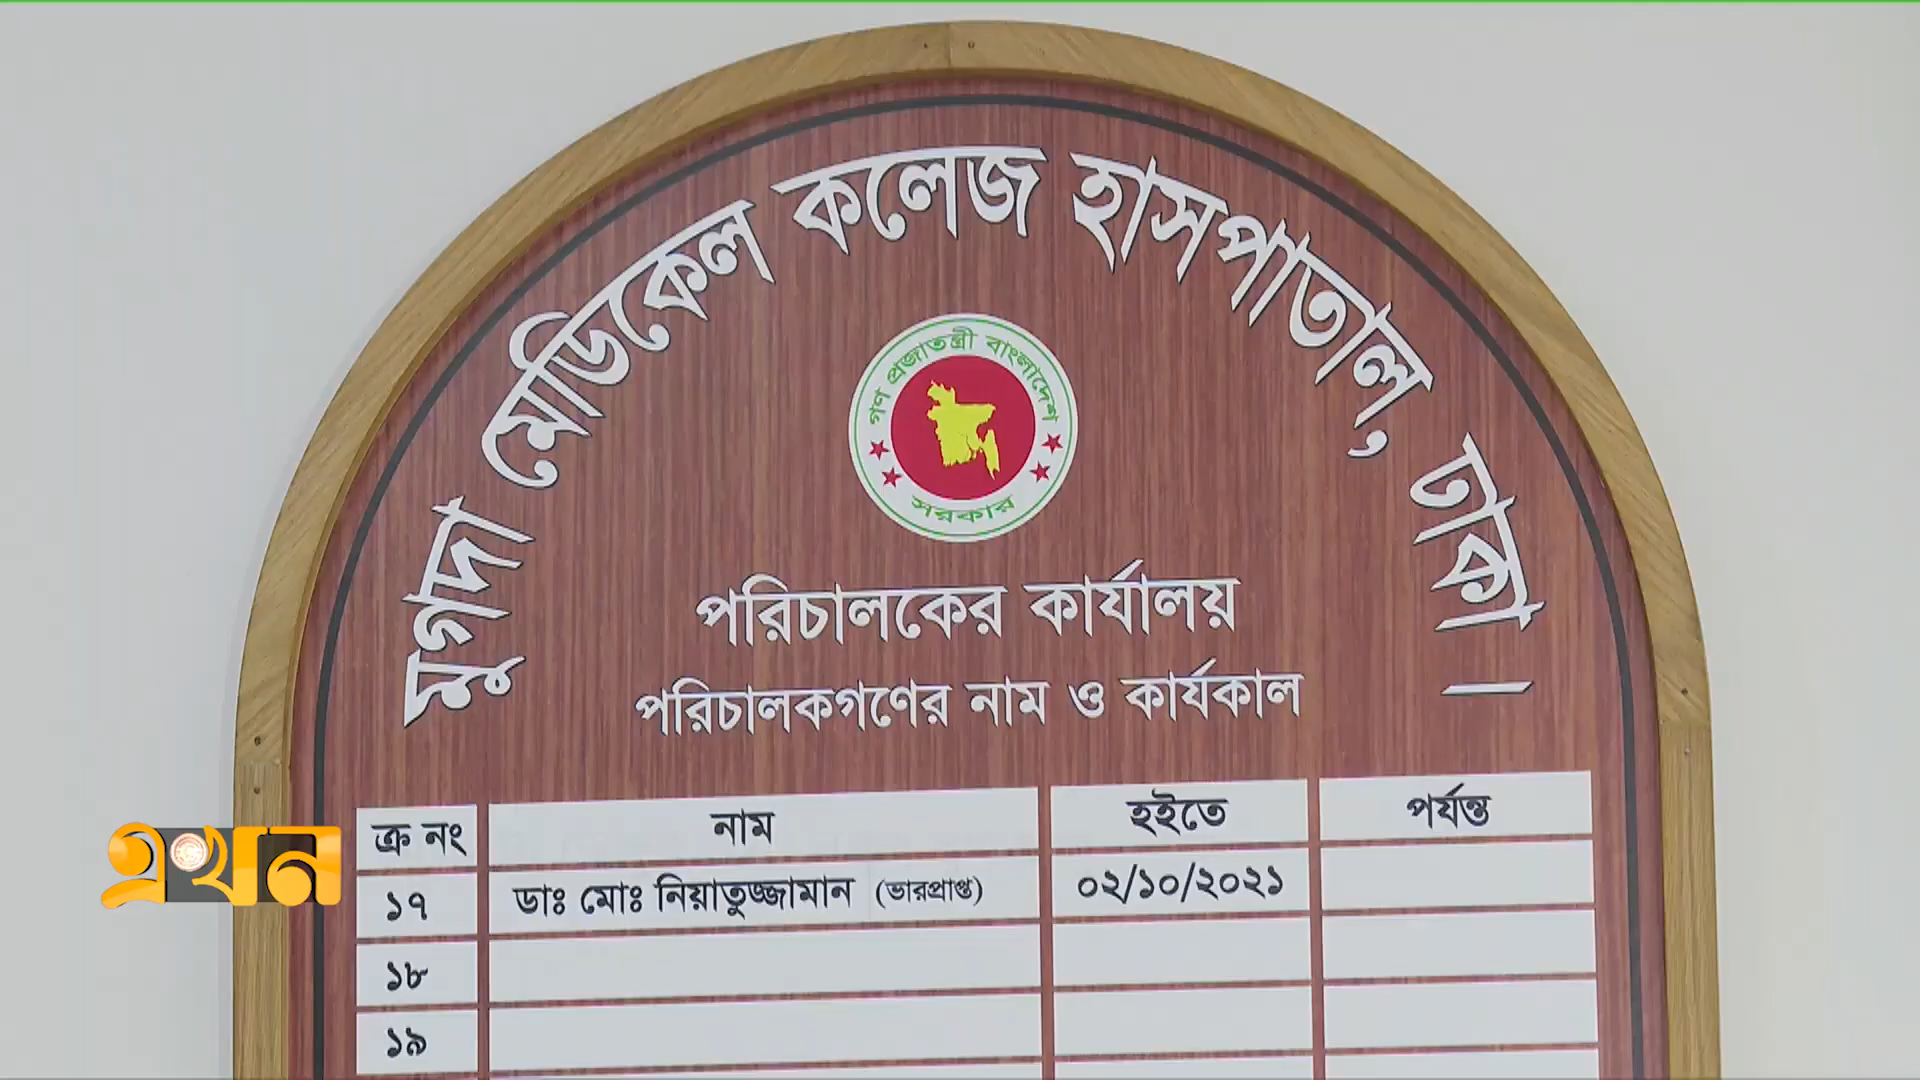 মুগদা মেডিকেল কলেজ হাসপাতাল, ঢাকা।
গণ প্রজাতন্ত্রী বাংলাদেশ
সরকার
পরিচালকের কার্যালয়
পরিচালকগণের নাম ও কার্যকাল
ক্র নং নাম হইতে পর্যন্ত
১৭ ডাঃ মোঃ নিয়াতুজ্জামান (ভারপ্রাপ্ত) ০২/১০/২০২১
১৮
১৯
এখন